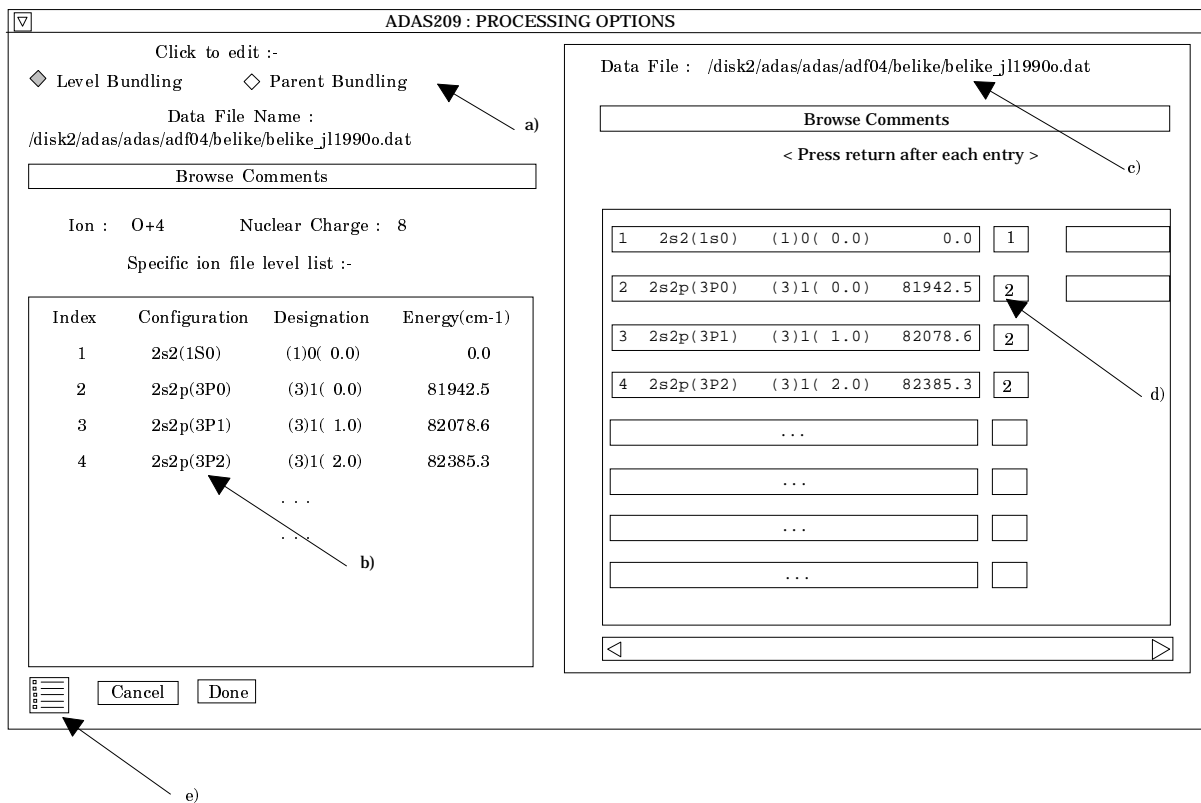 ADAS209 : PROCESSING OPTIONS
Click to edit :-
Level Bundling Parent Bundling
a)
Data File Name :
/disk2/adas/adas/adf04/belike/belike_jl1990o.dat
Browse Comments
Ion : O+4 Nuclear Charge : 8
Specific ion file level list :-
Index Configuration Designation Energy(cm-1)
1 2s2(1S0) (1)0( 0.0) 0.0
2 2s2p(3P0) (3)1( 0.0) 81942.5
3 2s2p(3P1) (3)1( 1.0) 82078.6
4 2s2p(3P2) (3)1( 2.0) 82385.3
. . .
. . .
b)
Cancel Done
e)
Data File : /disk2/adas/adas/adf04/belike/belike_jl1990o.dat
Browse Comments
< Press return after each entry >
c)
1 2s2(1s0) (1)0( 0.0) 0.0 1
2 2s2p(3P0) (3)1( 0.0) 81942.5 2
3 2s2p(3P1) (3)1( 1.0) 82078.6 2
4 2s2p(3P2) (3)1( 2.0) 82385.3 2
d)
...
...
...
...